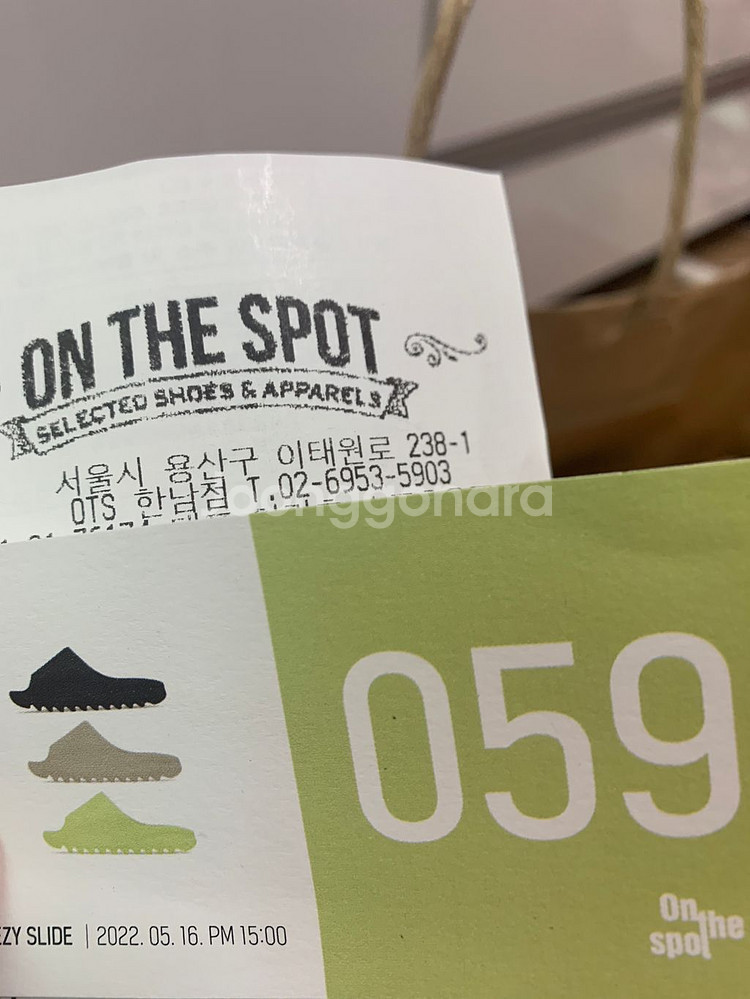 ON THE SPOT
SELECTED SHOES & APPARELS
서울시 용산구 이태원로 238-1
OTS 한남점 T.02-6953-5903
joonggonara
059
EZY SLIDE | 2022. 05. 16. PM 15:00
On the
spot